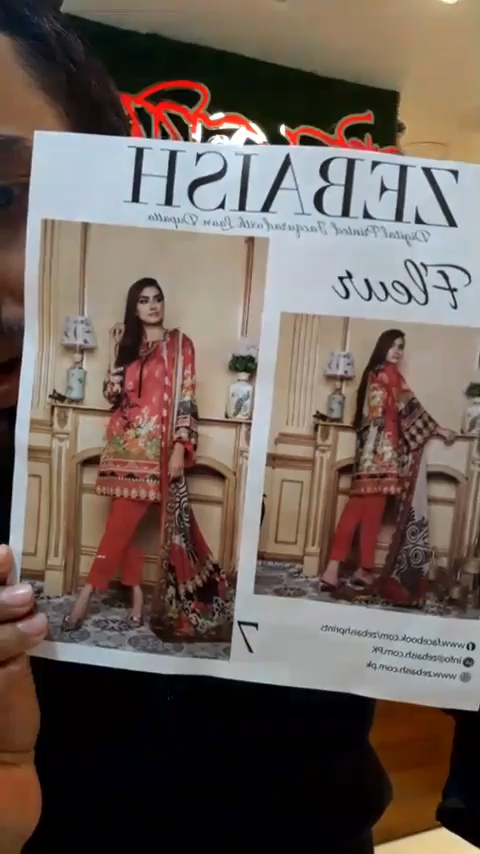 ZEBAISH
Digital Printed Jacquard with Lawn Dupatta
Fleur
7
www.facebook.com/zebaishprints
info@zebaish.com.PK
www.zebaish.com.pk